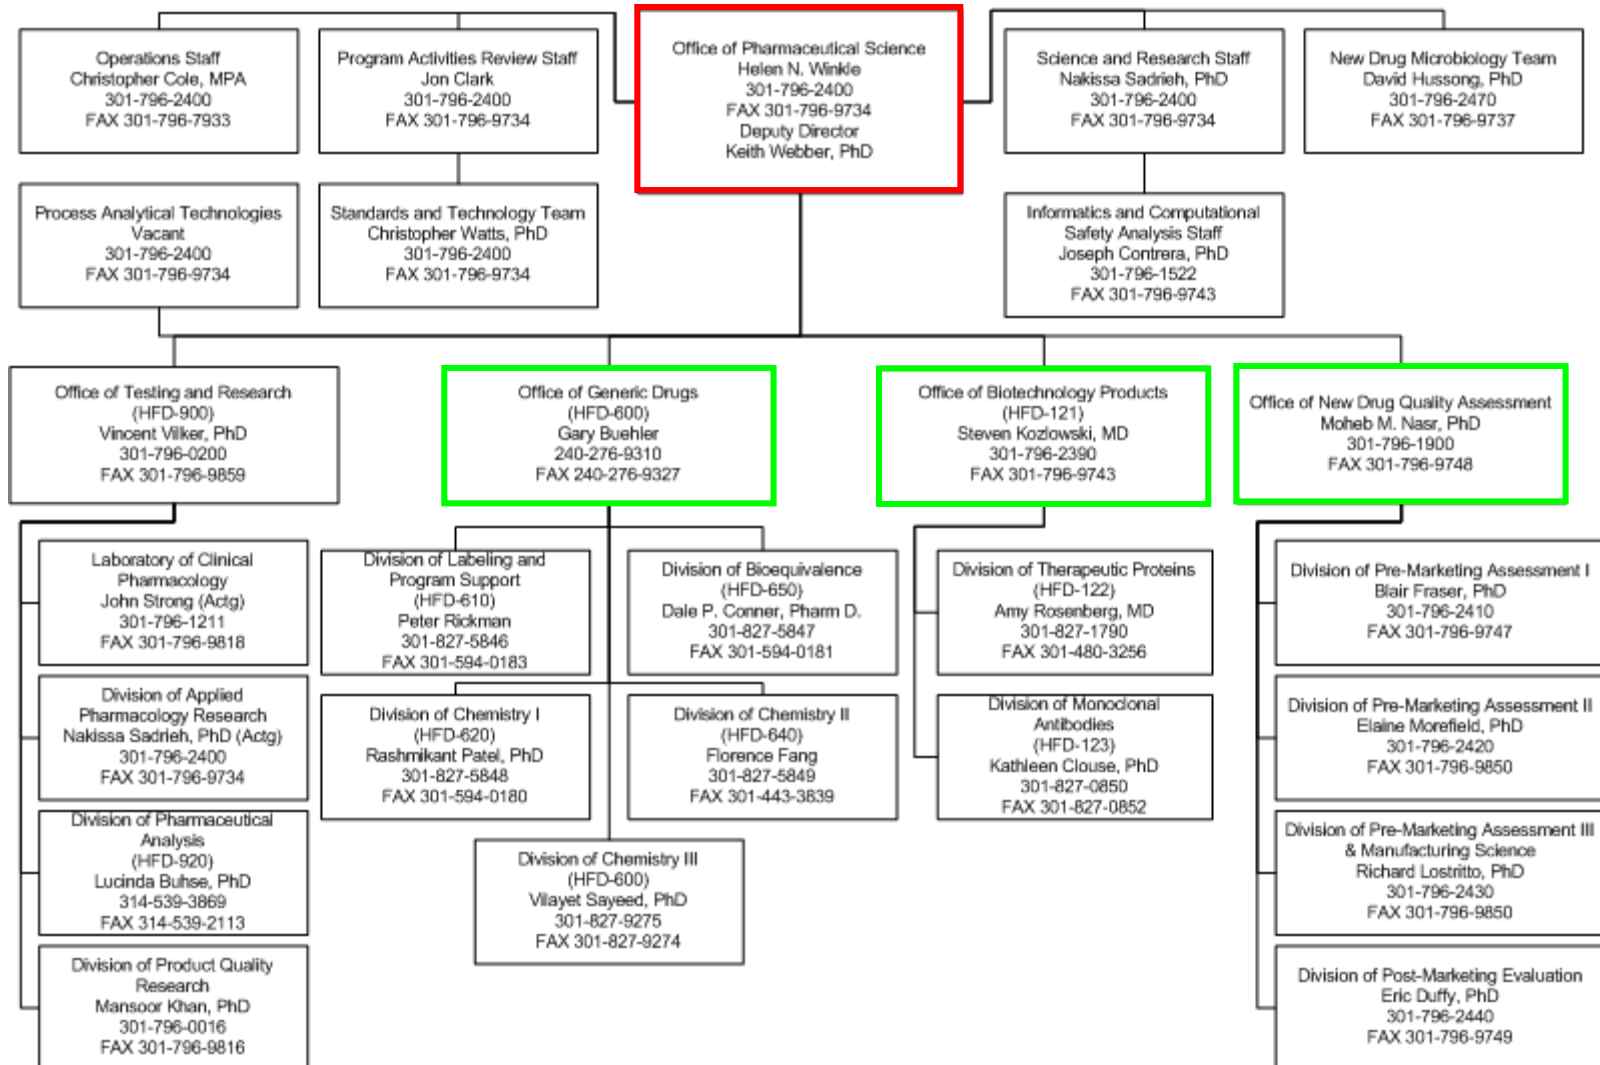 Operations Staff
Christopher Cole, MPA
301-796-2400
FAX 301-796-7933
Program Activities Review Staff
Jon Clark
301-796-2400
FAX 301-796-9734
Office of Pharmaceutical Science
Helen N. Winkle
301-796-2400
FAX 301-796-9734
Deputy Director
Keith Webber, PhD
Science and Research Staff
Nakissa Sadrieh, PhD
301-796-2400
FAX 301-796-9734
New Drug Microbiology Team
David Hussong, PhD
301-796-2470
FAX 301-796-9737
Process Analytical Technologies
Vacant
301-796-2400
FAX 301-796-9734
Standards and Technology Team
Christopher Watts, PhD
301-796-2400
FAX 301-796-9734
Informatics and Computational
Safety Analysis Staff
Joseph Contrera, PhD
301-796-1522
FAX 301-796-9743
Office of Testing and Research
(HFD-900)
Vincent Vilker, PhD
301-796-0200
FAX 301-796-9859
Office of Generic Drugs
(HFD-600)
Gary Buehler
240-276-9310
FAX 240-276-9327
Office of Biotechnology Products
(HFD-121)
Steven Kozlowski, MD
301-796-2390
FAX 301-796-9743
Office of New Drug Quality Assessment
Moheb M. Nasr, PhD
301-796-1900
FAX 301-796-9748
Laboratory of Clinical
Pharmacology
John Strong (Actg)
301-796-1211
FAX 301-796-9818
Division of Applied
Pharmacology Research
Nakissa Sadrieh, PhD (Actg)
301-796-2400
FAX 301-796-9734
Division of Pharmaceutical
Analysis
(HFD-920)
Lucinda Buhse, PhD
314-539-3869
FAX 314-539-2113
Division of Product Quality
Research
Mansoor Khan, PhD
301-796-0016
FAX 301-796-9816
Division of Labeling and
Program Support
(HFD-610)
Peter Rickman
301-827-5846
FAX 301-594-0183
Division of Bioequivalence
(HFD-650)
Dale P. Conner, Pharm D.
301-827-5847
FAX 301-594-0181
Division of Chemistry I
(HFD-620)
Rashmikant Patel, PhD
301-827-5848
FAX 301-594-0180
Division of Chemistry II
(HFD-640)
Florence Fang
301-827-5849
FAX 301-443-3839
Division of Chemistry III
(HFD-600)
Vilayet Sayeed, PhD
301-827-9275
FAX 301-827-9274
Division of Therapeutic Proteins
(HFD-122)
Amy Rosenberg, MD
301-827-1790
FAX 301-480-3256
Division of Monoclonal
Antibodies
(HFD-123)
Kathleen Clouse, PhD
301-827-0850
FAX 301-827-0852
Division of Pre-Marketing Assessment I
Blair Fraser, PhD
301-796-2410
FAX 301-796-9747
Division of Pre-Marketing Assessment II
Elaine Morefield, PhD
301-796-2420
FAX 301-796-9850
Division of Pre-Marketing Assessment III
& Manufacturing Science
Richard Lostritto, PhD
301-796-2430
FAX 301-796-9850
Division of Post-Marketing Evaluation
Eric Duffy, PhD
301-796-2440
FAX 301-796-9749